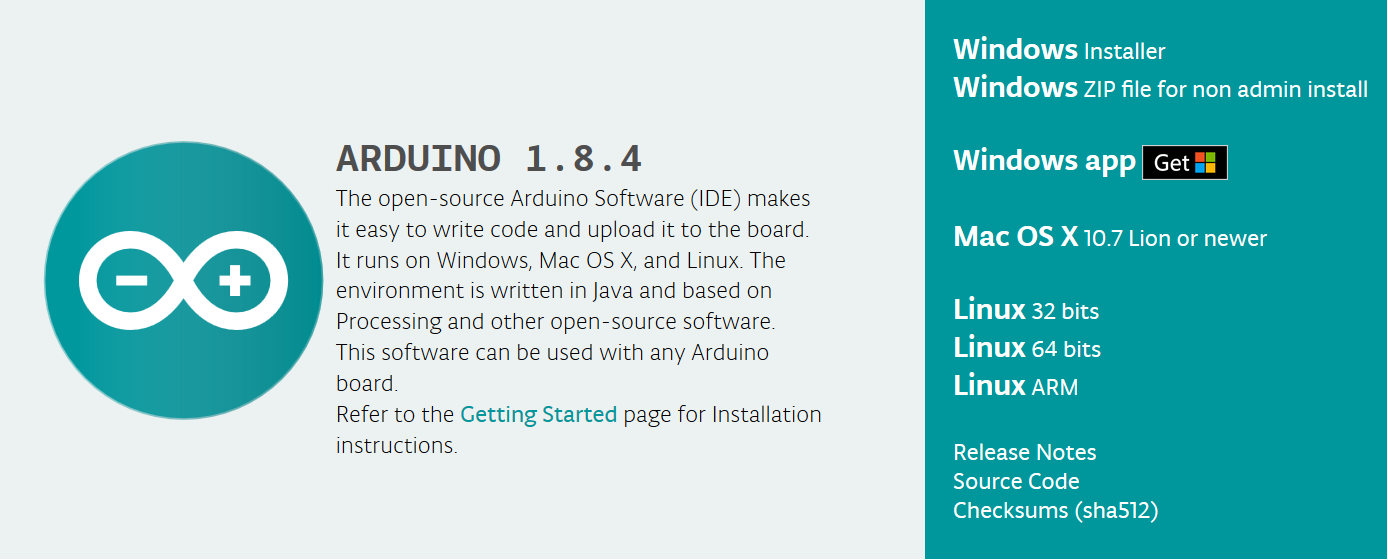 ARDUINO 1.8.4
The open-source Arduino Software (IDE) makes
it easy to write code and upload it to the board.
It runs on Windows, Mac OS X, and Linux. The
environment is written in Java and based on
Processing and other open-source software.
This software can be used with any Arduino
board.
Refer to the Getting Started page for Installation
instructions.
Windows Installer
Windows ZIP file for non admin install
Windows app Get
Mac OS X 10.7 Lion or newer
Linux 32 bits
Linux 64 bits
Linux ARM
Release Notes
Source Code
Checksums (sha512)